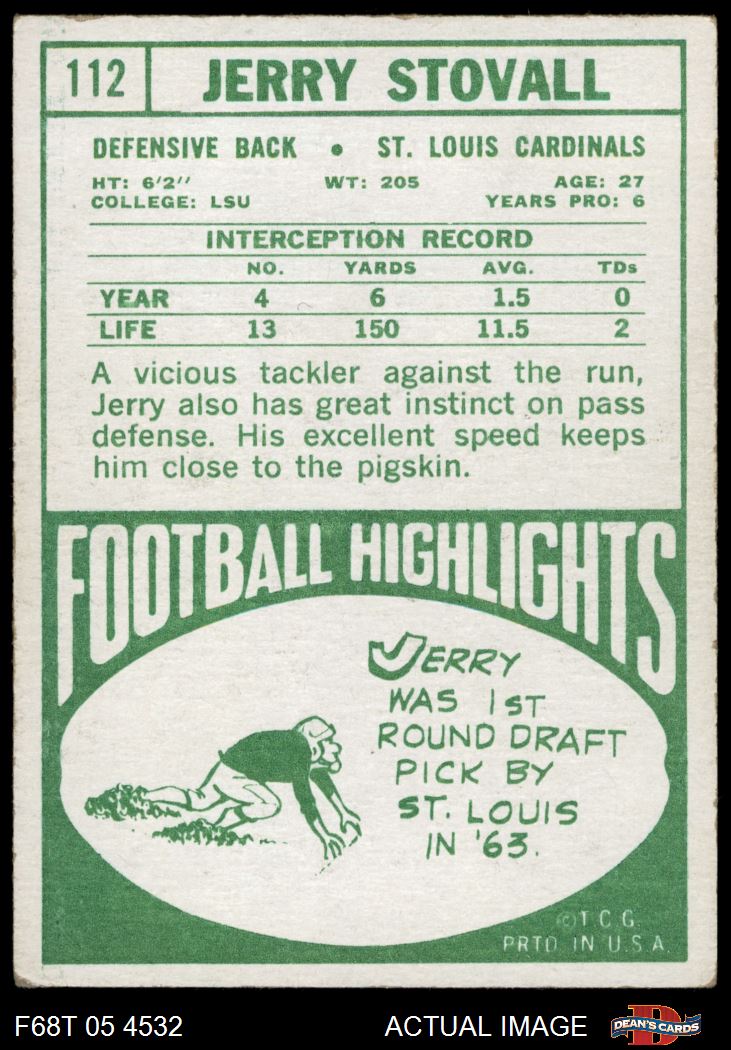 112 JERRY STOVALL
DEFENSIVE BACK • ST. LOUIS CARDINALS
HT: 6'2'' WT: 205 AGE: 27
COLLEGE: LSU YEARS PRO: 6
INTERCEPTION RECORD
NO. YARDS AVG. TDs
YEAR 4 6 1.5 0
LIFE 13 150 11.5 2
A vicious tackler against the run,
Jerry also has great instinct on pass
defense. His excellent speed keeps
him close to the pigskin.
FOOTBALL HIGHLIGHTS
JERRY
WAS 1ST
ROUND DRAFT
PICK BY
ST. LOUIS
IN '63.
©T.C.G.
PRTD. IN U.S.A.
F68T 05 4532 ACTUAL IMAGE D DEAN'S CARDS